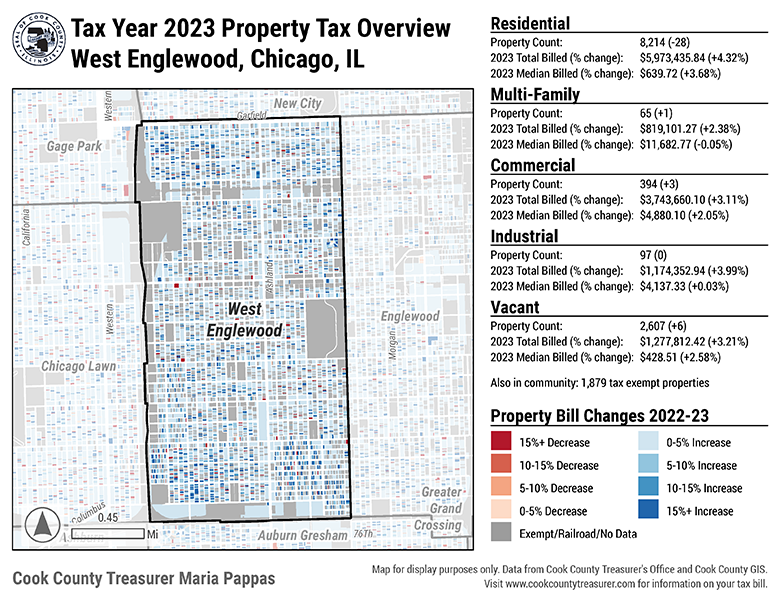 Tax Year 2023 Property Tax Overview
West Englewood, Chicago, IL
Residential
Property Count: 8,214 (-28)
2023 Total Billed (% change): $5,973,435.84 (+4.32%)
2023 Median Billed (% change): $639.72 (+3.68%)
Multi-Family
Property Count: 65 (+1)
2023 Total Billed (% change): $819,101.27 (+2.38%)
2023 Median Billed (% change): $11,682.77 (-0.05%)
Commercial
Property Count: 394 (+3)
2023 Total Billed (% change): $3,743,660.10 (+3.11%)
2023 Median Billed (% change): $4,880.10 (+2.05%)
Industrial
Property Count: 97 (0)
2023 Total Billed (% change): $1,174,352.94 (+3.99%)
2023 Median Billed (% change): $4,137.33 (+0.03%)
Vacant
Property Count: 2,607 (+6)
2023 Total Billed (% change): $1,277,812.42 (+3.21%)
2023 Median Billed (% change): $428.51 (+2.58%)
Also in community: 1,879 tax exempt properties
Property Bill Changes 2022-23
15%+ Decrease
10-15% Decrease
5-10% Decrease
0-5% Decrease
Exempt/Railroad/No Data
0-5% Increase
5-10% Increase
10-15% Increase
15%+ Increase
Western
New City
Garfield
Gage Park
California
Ashland
Western
West
Englewood
Englewood
Morgan
Chicago Lawn
Columbus
Greater
Grand
Crossing
0.45
Mi
Auburn Gresham
76Th
Cook County Treasurer Maria Pappas
Map for display purposes only. Data from Cook County Treasurer's Office and Cook County GIS.
Visit www.cookcountytreasurer.com for information on your tax bill.